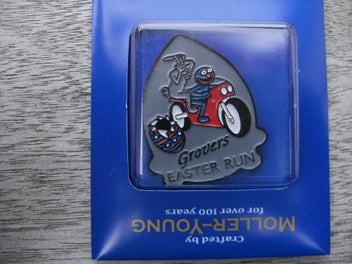 Grovers
EASTER RUN
Crafted by
MOLLER-YOUNG
for over 100 years